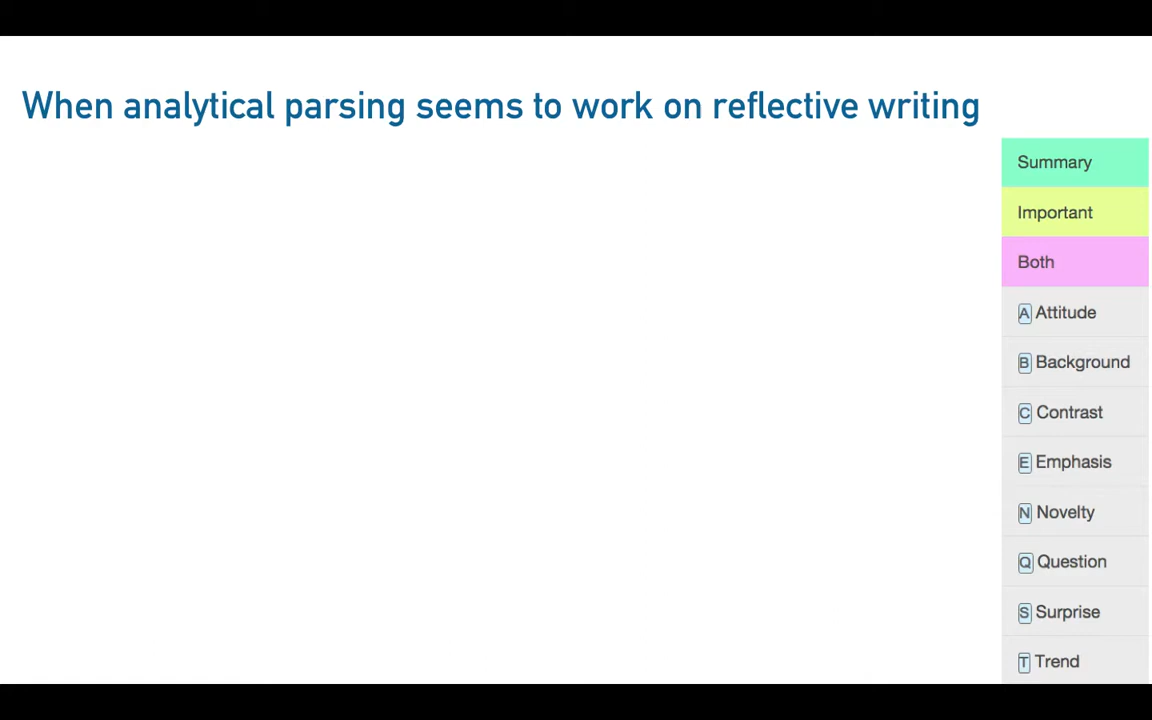 When analytical parsing seems to work on reflective writing
Summary
Important
Both
A Attitude
B Background
C Contrast
E Emphasis
N Novelty
Q Question
S Surprise
T Trend